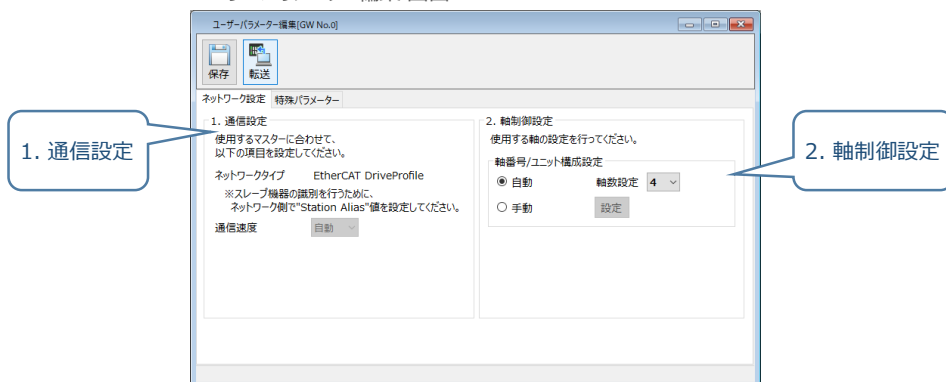 ユーザーパラメーター編集[GW No.0]
保存
転送
ネットワーク設定
特殊パラメーター
1. 通信設定
1. 通信設定
使用するマスターに合わせて、
以下の項目を設定してください。
ネットワークタイプ EtherCAT DriveProfile
※スレーブ機器の識別を行うために、
ネットワーク側で"Station Alias"値を設定してください。
通信速度 自動
2. 軸制御設定
使用する軸の設定を行ってください。
軸番号/ユニット構成設定
自動 軸数設定 4
手動 設定
2. 軸制御設定